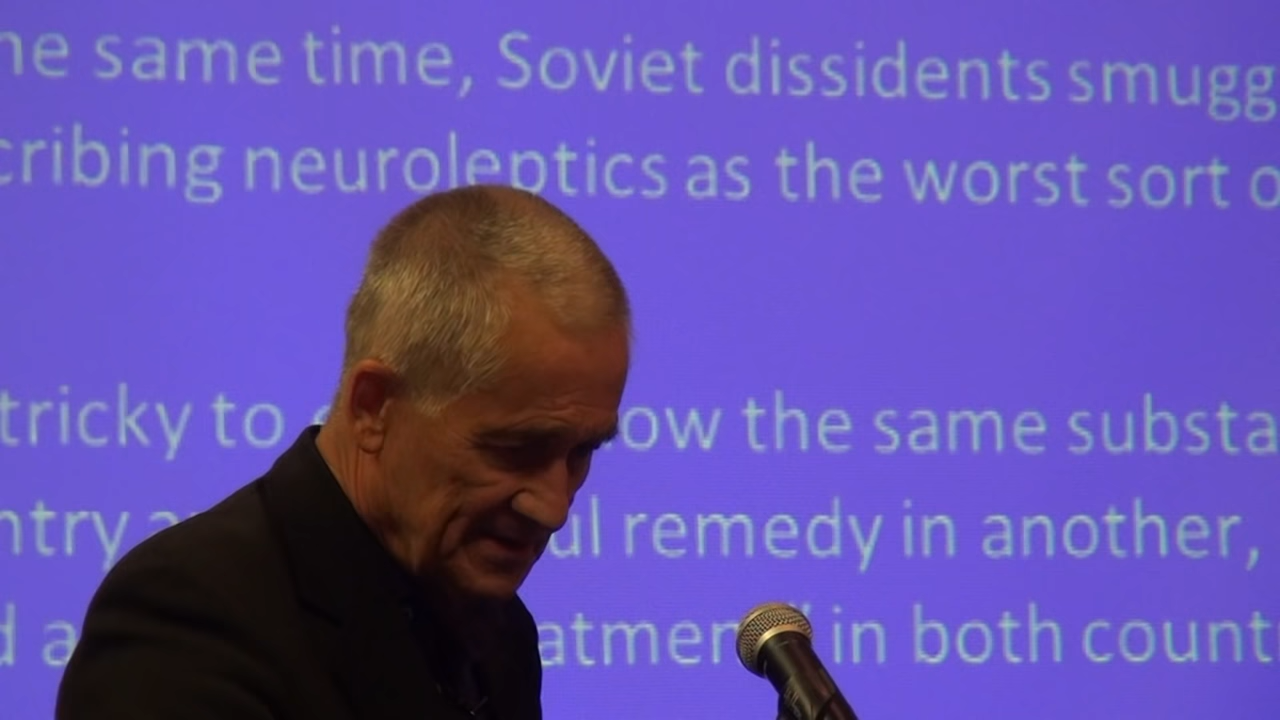 he same time, Soviet dissidents smugg
cribing neuroleptics as the worst sort o
tricky to ow the same substa
ntry a ul remedy in another,
d a atmen" in both count